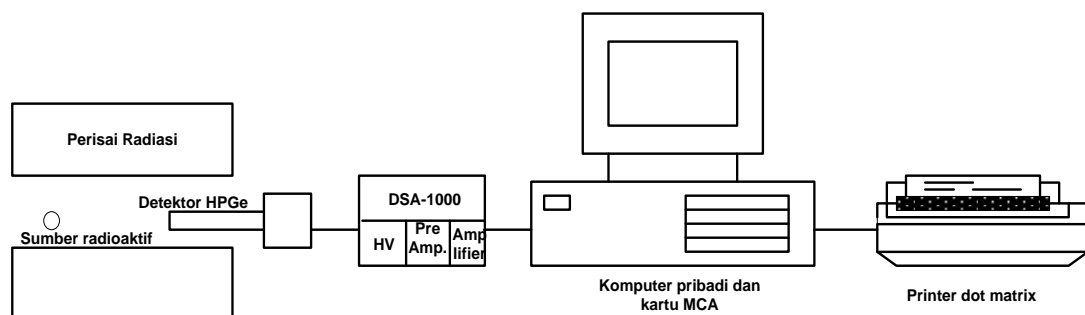 Perisai Radiasi
Detektor HPGe
Sumber radioaktif
DSA-1000
HV
Pre
Amp.
Amp
lifier
Komputer pribadi dan
kartu MCA
Printer dot matrix